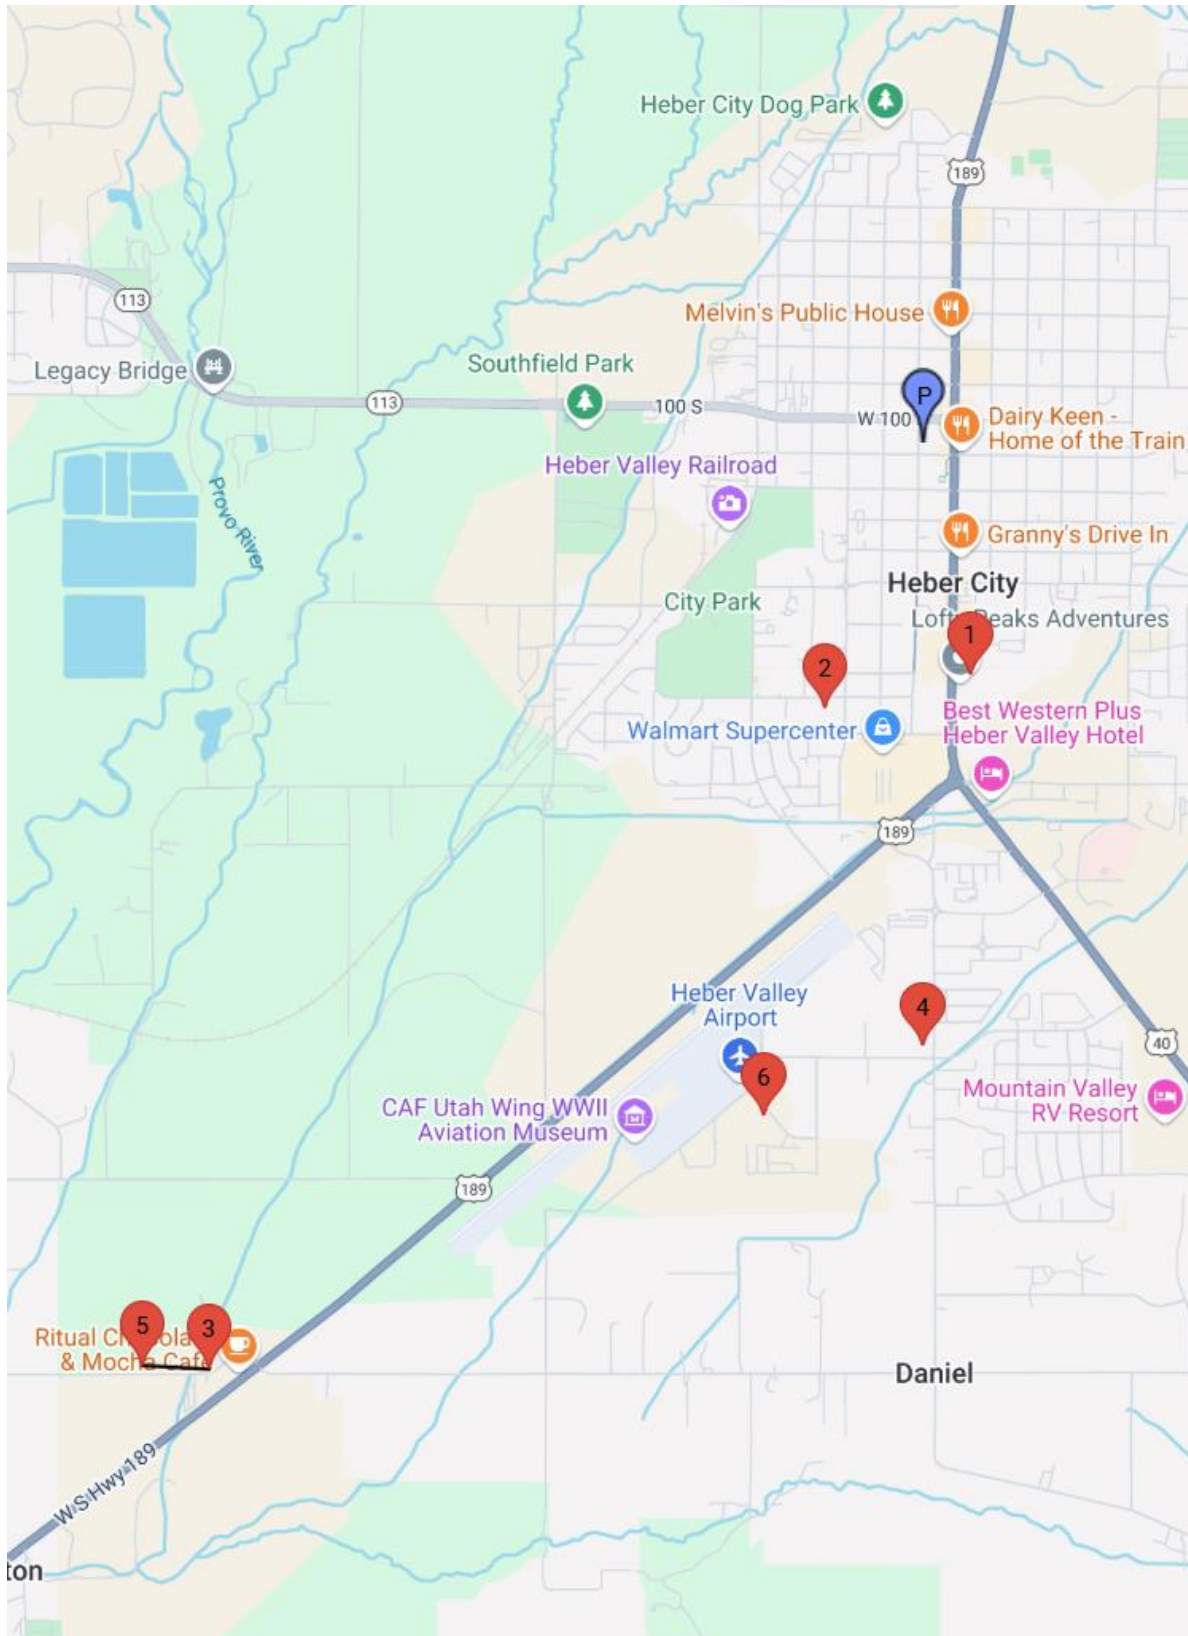 Heber City Dog Park
189
Melvin's Public House
113
Legacy Bridge
Southfield Park
113
100 S
W 100
P
Dairy Keen -
Home of the Train
Heber Valley Railroad
Provo River
Granny's Drive In
Heber City
City Park
Peaks Adventures
1
2
Walmart Supercenter
Best Western Plus
Heber Valley Hotel
189
Heber Valley
Airport
4
40
6
CAF Utah Wing WWII
Aviation Museum
Mountain Valley
RV Resort
189
5
3
Ritual
& Mocha Cafe
Daniel
W S Hwy 189
ton